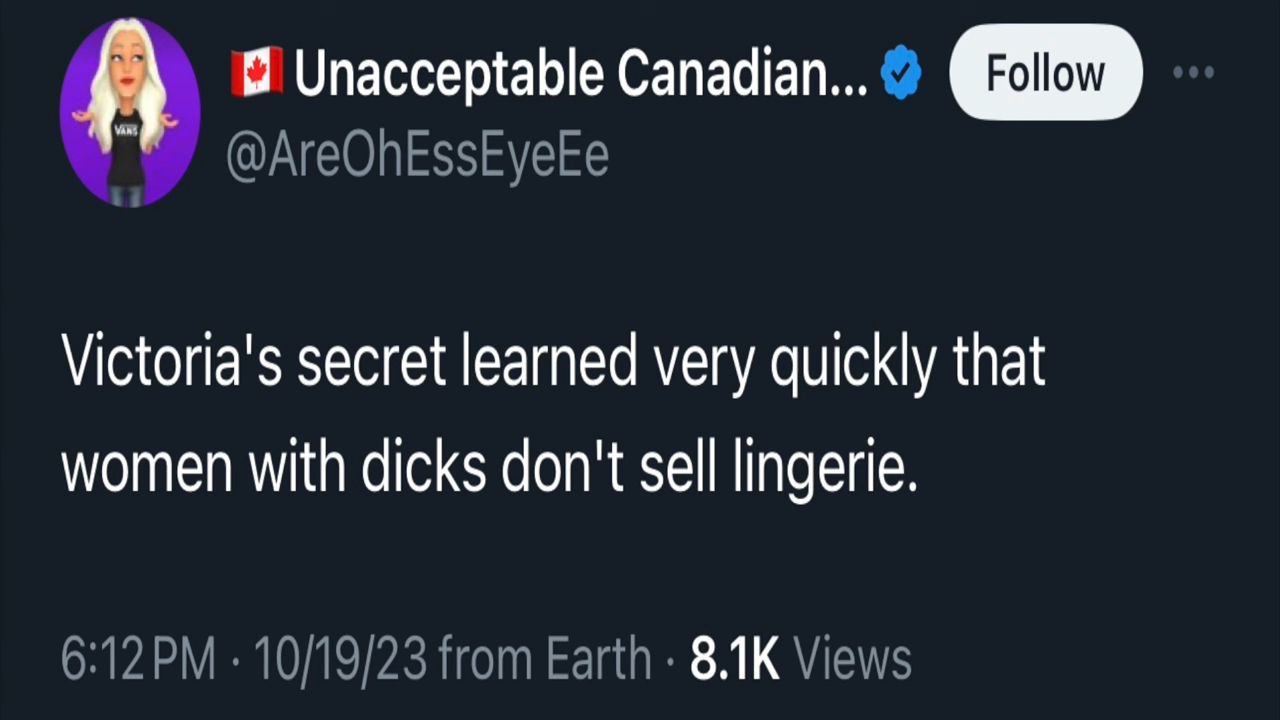 🇨🇦 Unacceptable Canadian...
Follow
@AreOhEssEyeEe
VANS
Victoria's secret learned very quickly that
women with dicks don't sell lingerie.
6:12 PM · 10/19/23 from Earth · 8.1K Views